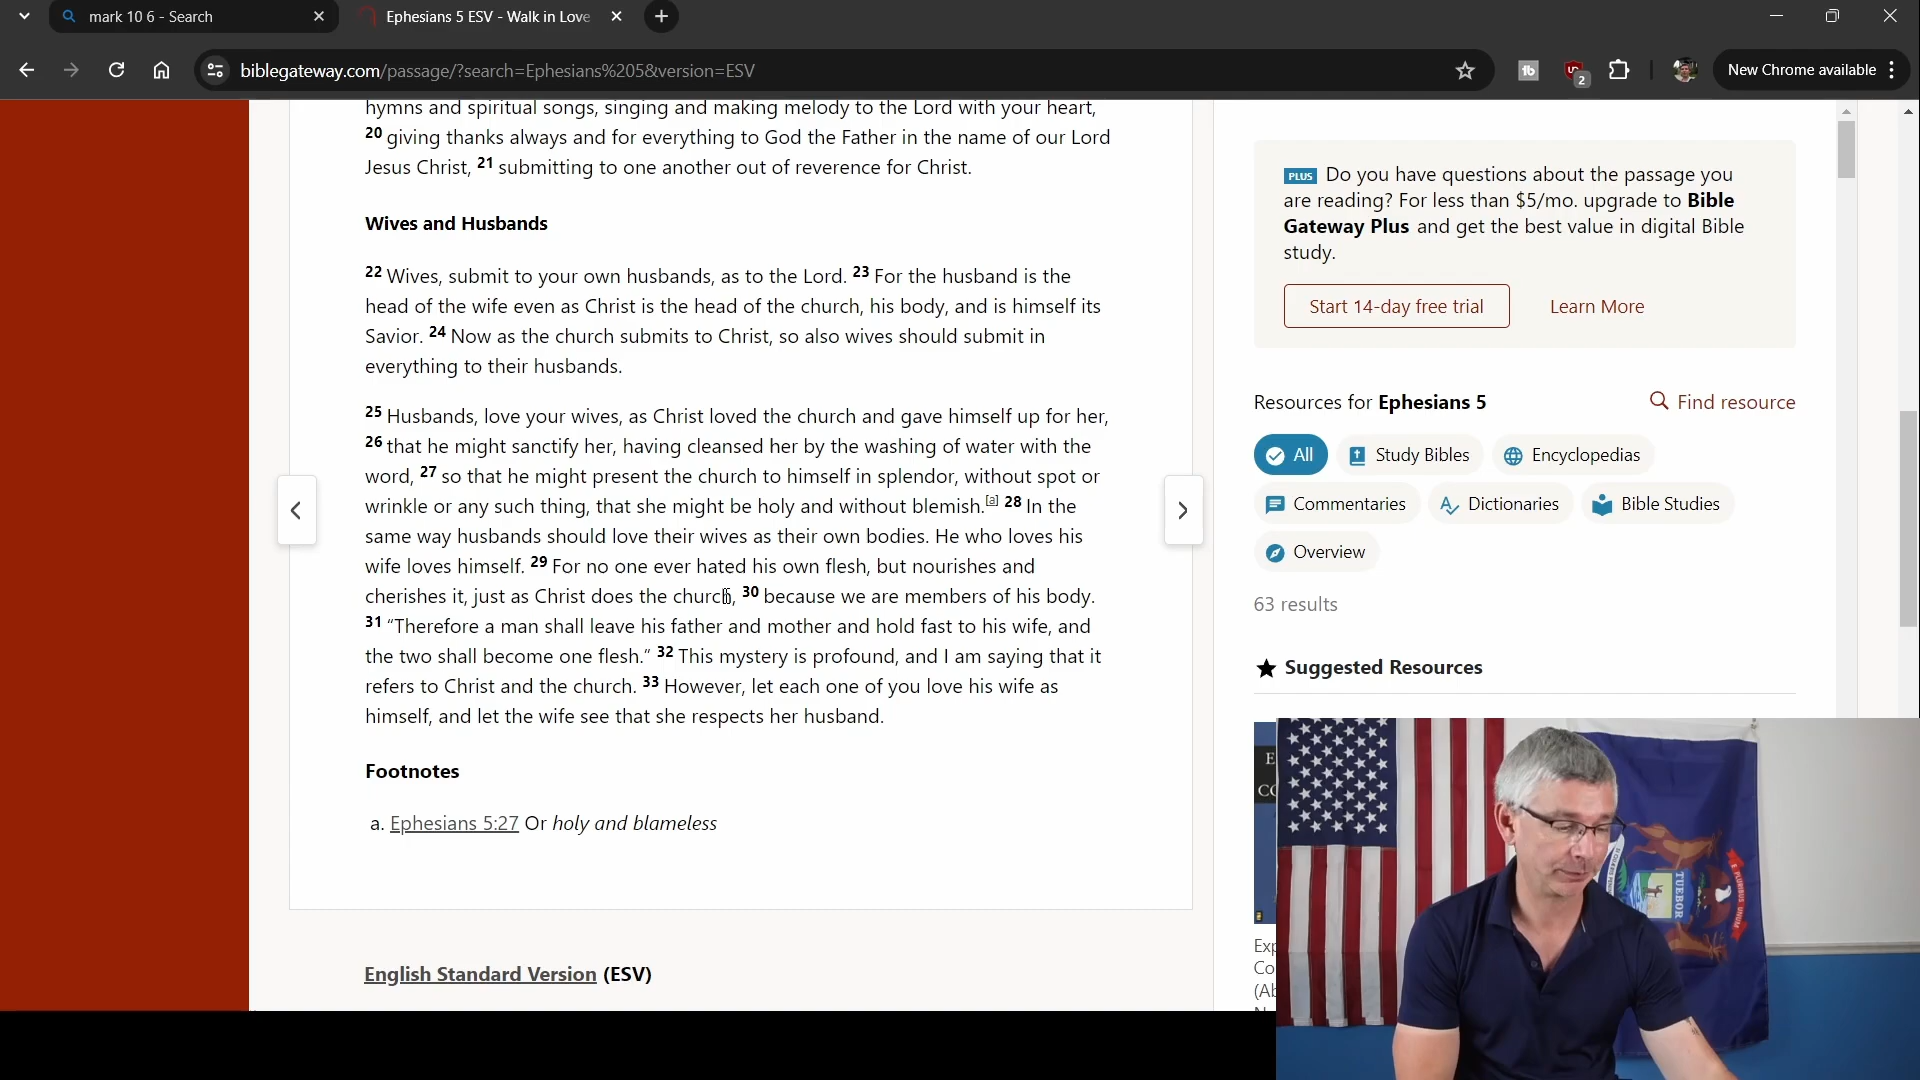 mark 10 6 - Search
Ephesians 5 ESV - Walk in Love
biblegateway.com/passage/?search=Ephesians%205&version=ESV
2
New Chrome available
hymns and spiritual songs, singing and making melody to the Lord with your heart,
20 giving thanks always and for everything to God the Father in the name of our Lord
Jesus Christ, 21 submitting to one another out of reverence for Christ.
Wives and Husbands
22 Wives, submit to your own husbands, as to the Lord. 23 For the husband is the
head of the wife even as Christ is the head of the church, his body, and is himself its
Savior. 24 Now as the church submits to Christ, so also wives should submit in
everything to their husbands.
25 Husbands, love your wives, as Christ loved the church and gave himself up for her,
26 that he might sanctify her, having cleansed her by the washing of water with the
word, 27 so that he might present the church to himself in splendor, without spot or
wrinkle or any such thing, that she might be holy and without blemish.[a] 28 In the
same way husbands should love their wives as their own bodies. He who loves his
wife loves himself. 29 For no one ever hated his own flesh, but nourishes and
cherishes it, just as Christ does the church, 30 because we are members of his body.
31 “Therefore a man shall leave his father and mother and hold fast to his wife, and
the two shall become one flesh.” 32 This mystery is profound, and I am saying that it
refers to Christ and the church. 33 However, let each one of you love his wife as
himself, and let the wife see that she respects her husband.
Footnotes
a. Ephesians 5:27 Or holy and blameless
English Standard Version (ESV)
PLUS Do you have questions about the passage you
are reading? For less than $5/mo. upgrade to Bible
Gateway Plus and get the best value in digital Bible
study.
Start 14-day free trial
Learn More
Resources for Ephesians 5
Find resource
All
Study Bibles
Encyclopedias
Commentaries
Dictionaries
Bible Studies
Overview
63 results
Suggested Resources
E
CO
Exp
Co
(Ab
TUEBOR
E PLURIBUS UNUM